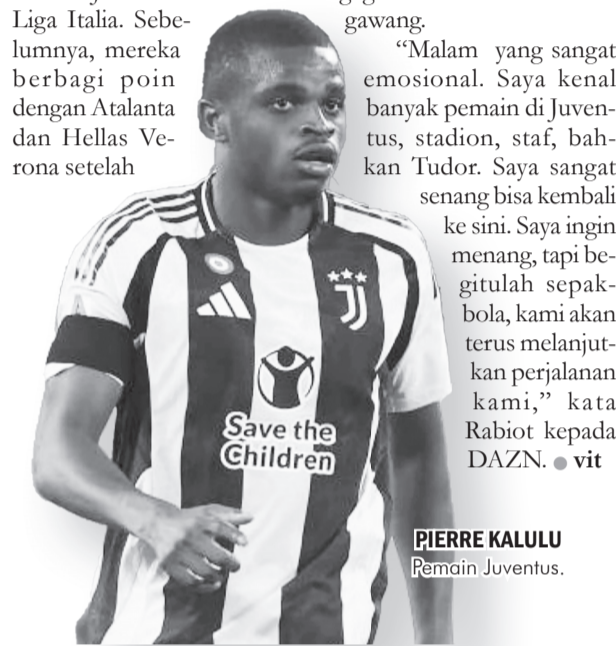 Liga Italia. Sebe-
lumnya, mereka
berbagi poin
dengan Atalanta
dan Hellas Ve-
rona setelah
gawang.
“Malam yang sangat
emosional. Saya kenal
banyak pemain di Juven-
tus, stadion, staf, bah-
kan Tudor. Saya sangat
senang bisa kembali
ke sini. Saya ingin
menang, tapi be-
gitulah sepak-
bola, kami akan
terus melanjut-
kan perjalanan
kami,” kata
Rabiot kepada
DAZN. ● vit
Save the
Children
PIERRE KALULU
Pemain Juventus.